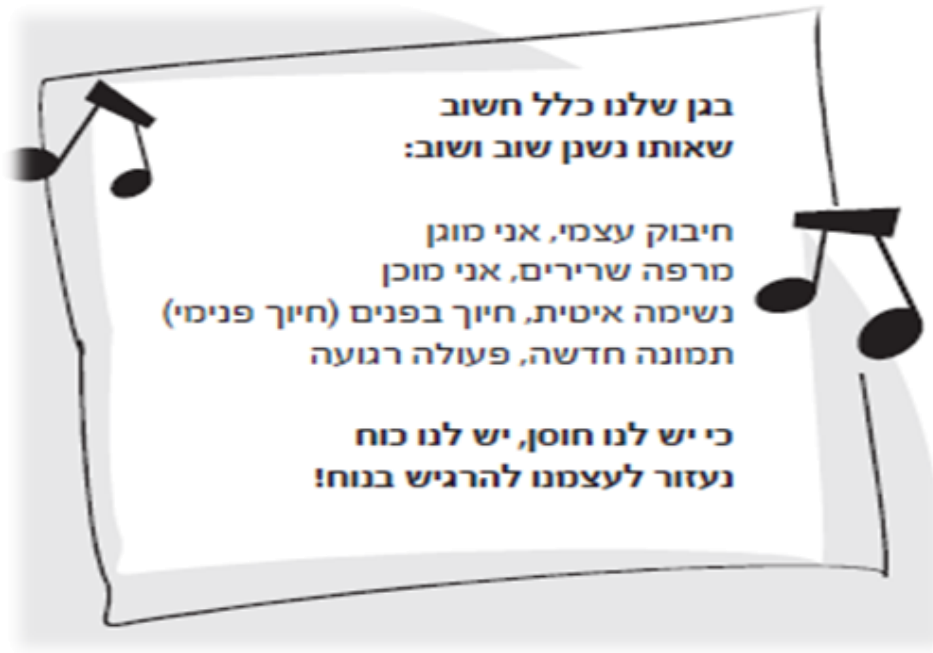 בגן שלנו כלל חשוב
שאותו נשנן שוב ושוב:
חיבוק עצמי, אני מוגן
מרפה שרירים, אני מוכן
נשימה איטית, חיוך בפנים (חיוך פנימי)
תמונה חדשה, פעולה רגועה
כי יש לנו חוסן, יש לנו כוח
נעזור לעצמנו להרגיש בנוח!